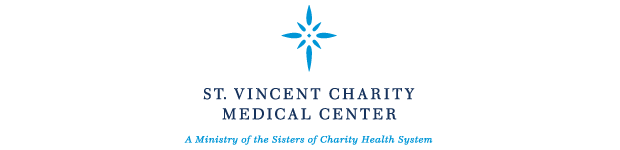 ST. VINCENT CHARITY
MEDICAL CENTER
A Ministry of the Sisters of Charity Health System